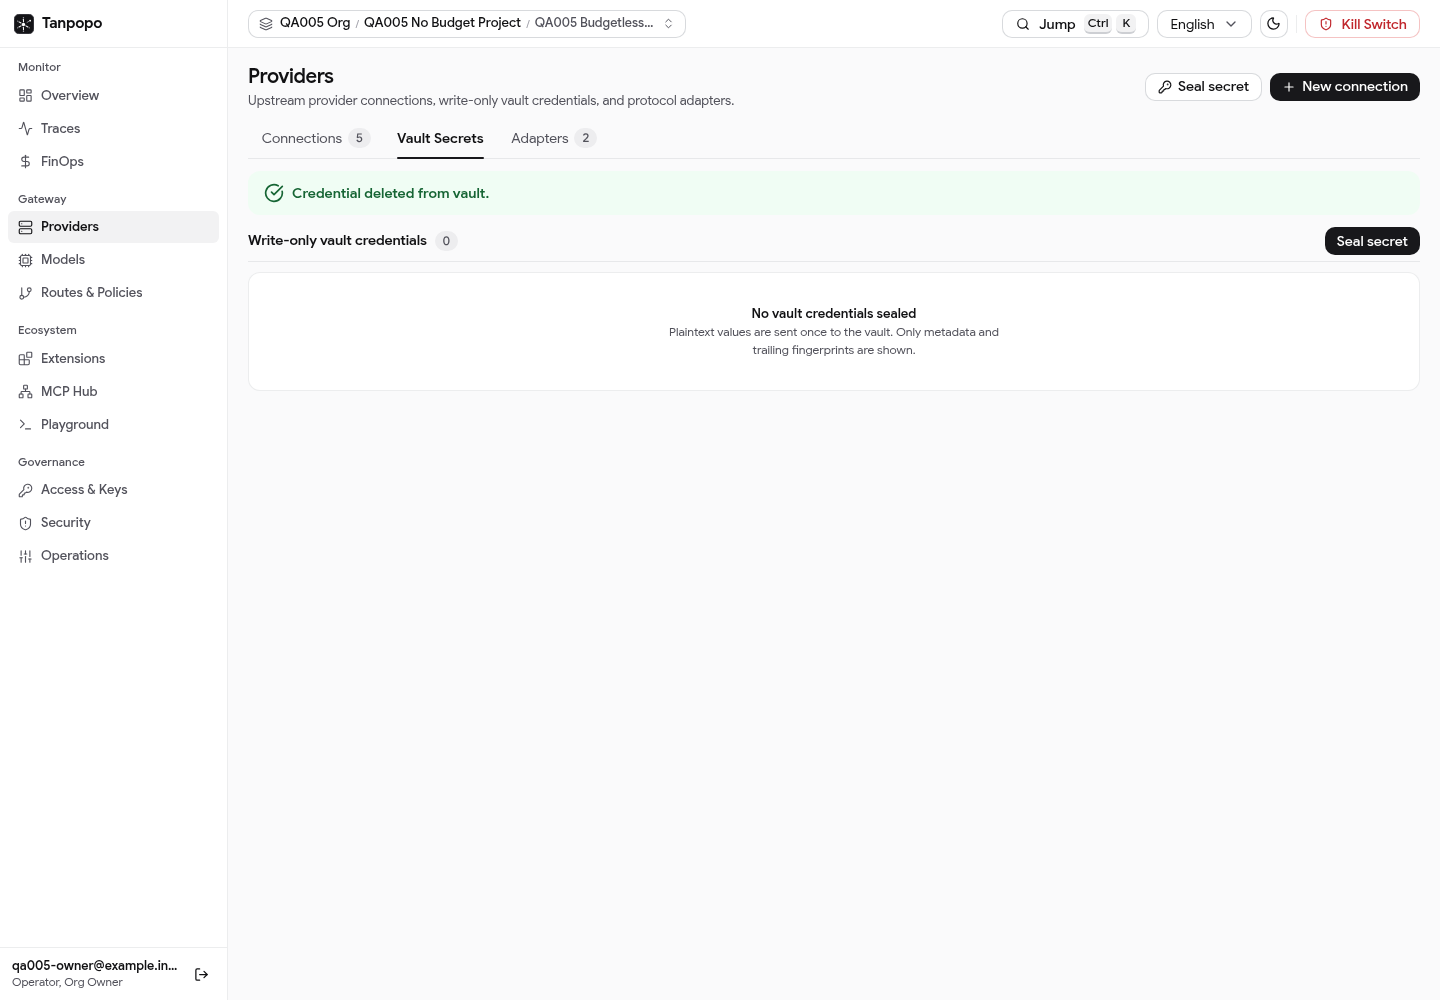 Tanpopo
QA005 Org / QA005 No Budget Project / QA005 Budgetless...
Jump Ctrl K
English
Kill Switch
Monitor
Overview
Traces
FinOps
Gateway
Providers
Models
Routes & Policies
Ecosystem
Extensions
MCP Hub
Playground
Governance
Access & Keys
Security
Operations
qa005-owner@example.in...
Operator, Org Owner
Providers
Upstream provider connections, write-only vault credentials, and protocol adapters.
Seal secret
New connection
Connections 5
Vault Secrets
Adapters 2
Credential deleted from vault.
Write-only vault credentials 0
Seal secret
No vault credentials sealed
Plaintext values are sent once to the vault. Only metadata and
trailing fingerprints are shown.